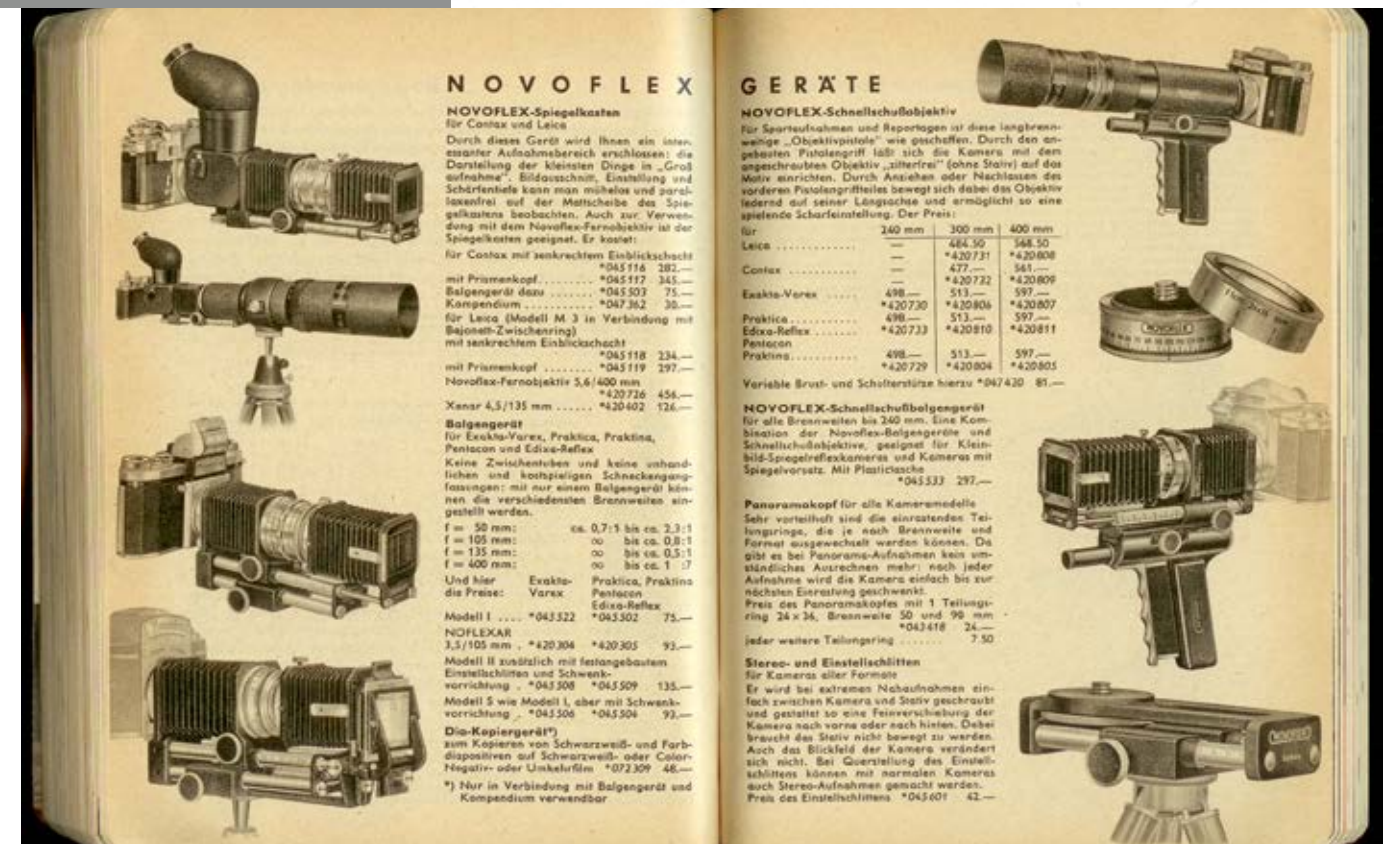 NOVOFLEX
NOVOFLEX-Spiegelkasten
für Contax und Leica
Durch dieses Gerät wird Ihnen ein inter-
essanter Aufnahmebereich erschlossen: die
Darstellung der kleinsten Dinge in „Groß
aufnahme“. Bildausschnitt, Einstellung und
Schärfentiefe kann man mühelos und paral-
laxenfrei auf der Mattscheibe des Spie-
gelkastens beobachten. Auch zur Verwen-
dung mit dem Novoflex-Fernobjektiv ist der
Spiegelkasten geeignet. Er kostet:
für Contax mit senkrechtem Einblickschacht
*045116 282.—
mit Prismenkopf........ *045117 345.—
Balgengerät dazu ....... *045503 75.—
Kompendium .......... *047362 30.—
für Leica (Modell M 3 in Verbindung mit
Bajonett-Zwischenring)
mit senkrechtem Einblickschacht
*045118 234.—
mit Prismenkopf ........ *045119 297.—
Novoflex-Fernobjektiv 5,6/400 mm
*420726 456.—
Xenar 4,5/135 mm ...... *420402 126.—
Balgengerät
für Exakta-Varex, Praktica, Praktina,
Pentacon und Edixa-Reflex
Keine Zwischentuben und keine unhand-
lichen und kostspieligen Schneckengang-
fassungen: mit nur einem Balgengerät kön-
nen die verschiedensten Brennweiten ein-
gestellt werden.
f = 50 mm: ca. 0,7:1 bis ca. 2,3:1
f = 105 mm: ∞ bis ca. 0,8:1
f = 135 mm: ∞ bis ca. 0,5:1
f = 400 mm: ∞ bis ca. 1 :7
Und hier Exakta- Praktica, Praktina
die Preise: Varex Pentacon
Edixa-Reflex
Modell I .... *045522 *045502 75.—
NOFLEXAR
3,5/105 mm . *420304 *420305 93.—
Modell II zusätzlich mit festangebautem
Einstellschlitten und Schwenk-
vorrichtung . *045508 *045509 135.—
Modell S wie Modell I, aber mit Schwenk-
vorrichtung . *045506 *045504 93.—
Dia-Kopiergerät*)
zum Kopieren von Schwarzweiß- und Farb-
diapositiven auf Schwarzweiß- oder Color-
Negativ- oder Umkehrfilm *072309 48.—
*) Nur in Verbindung mit Balgengerät und
Kompendium verwendbar
GERÄTE
NOVOFLEX-Schnellschußobjektiv
Für Sportaufnahmen und Reportagen ist diese langbrenn-
weitige „Objektivpistole“ wie geschaffen. Durch den an-
gebauten Pistolengriff läßt sich die Kamera mit dem
angeschraubten Objektiv „zitterfrei“ (ohne Stativ) auf das
Motiv einrichten. Durch Anziehen oder Nachlassen des
vorderen Pistolengriffteiles bewegt sich dabei das Objektiv
federnd auf seiner Längsachse und ermöglicht so eine
spielende Scharfeinstellung. Der Preis:
für 240 mm 300 mm 400 mm
Leica ............ — 484.50 568.50
— *420731 *420808
Contax .......... — 477.— 561.—
— *420732 *420809
Exakta-Varex ..... 498.— 513.— 597.—
*420730 *420806 *420807
Praktica.......... 498.— 513.— 597.—
Edixa-Reflex ...... *420733 *420810 *420811
Pentacon
Praktina.......... 498.— 513.— 597.—
*420729 *420804 *420805
Variable Brust- und Schulterstütze hierzu *047420 81.—
NOVOFLEX-Schnellschußbalgengerät
für alle Brennweiten bis 240 mm. Eine Kom-
bination der Novoflex-Balgengeräte und
Schnellschußobjektive, geeignet für Klein-
bild-Spiegelreflexkameras und Kameras mit
Spiegelvorsatz. Mit Plastictasche
*045533 297.—
Panoramakopf für alle Kameramodelle
Sehr vorteilhaft sind die einrastenden Tei-
lungsringe, die je nach Brennweite und
Format ausgewechselt werden können. Da
gibt es bei Panorama-Aufnahmen kein um-
ständliches Ausrechnen mehr: nach jeder
Aufnahme wird die Kamera einfach bis zur
nächsten Einrastung geschwenkt.
Preis des Panoramakopfes mit 1 Teilungs-
ring 24×36, Brennweite 50 und 90 mm
*043418 24.—
jeder weitere Teilungsring ....... 7.50
Stereo- und Einstellschlitten
für Kameras aller Formate
Er wird bei extremen Nahaufnahmen ein-
fach zwischen Kamera und Stativ geschraubt
und gestattet so eine Feinverschiebung der
Kamera nach vorne oder nach hinten. Dabei
braucht das Stativ nicht bewegt zu werden.
Auch das Blickfeld der Kamera verändert
sich nicht. Bei Querstellung des Einstell-
schlittens können mit normalen Kameras
auch Stereo-Aufnahmen gemacht werden.
Preis des Einstellschlittens *045601 42.—
NOVOFLEX
NOVOFLEX